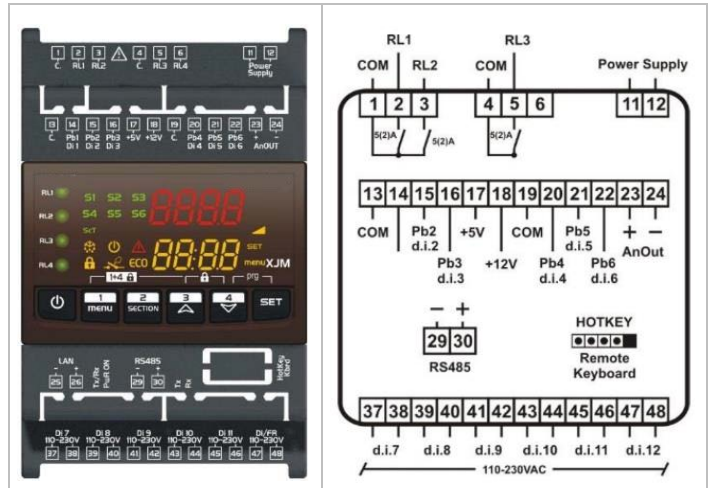 1 2 3 4 5 6 11 12
C. RL1 RL2 C. RL3 RL4 Power Supply
13 14 15 16 17 18 19 20 21 22 23 24
C. Pb1 Pb2 Pb3 +5V +12V C. Pb4 Pb5 Pb6 + -
Di 1 Di 2 Di 3 Di 4 Di 5 Di 6 AnOUT
RL1 S1 S2 S3 8888
RL2 S4 S5 S6
ScT
RL3 88:88 SET
RL4 ECO menu XJM
1+4 prg
1 2 3 4
menu SECTION SET
LAN RS485
- + Tx/Rx PwR ON - + Tx Rx HotKey Kbrd
25 26 29 30
Di 7 Di 8 Di 9 Di 10 Di 11 Di/FR
110-230V 110-230V 110-230V 110-230V 110-230V 110-230V
37 38 39 40 41 42 43 44 45 46 47 48
RL1 RL3
COM RL2 COM Power Supply
1 2 3 4 5 6 11 12
5(2)A 5(2)A 5(2)A
13 14 15 16 17 18 19 20 21 22 23 24
COM Pb2 +5V COM Pb5 + -
d.i.2 d.i.5 AnOut
Pb3 +12V Pb4 Pb6
d.i.3 d.i.4 d.i.6
- +
29 30
RS485
HOTKEY
Remote
Keyboard
37 38 39 40 41 42 43 44 45 46 47 48
d.i.7 d.i.8 d.i.9 d.i.10 d.i.11 d.i.12
110-230VAC